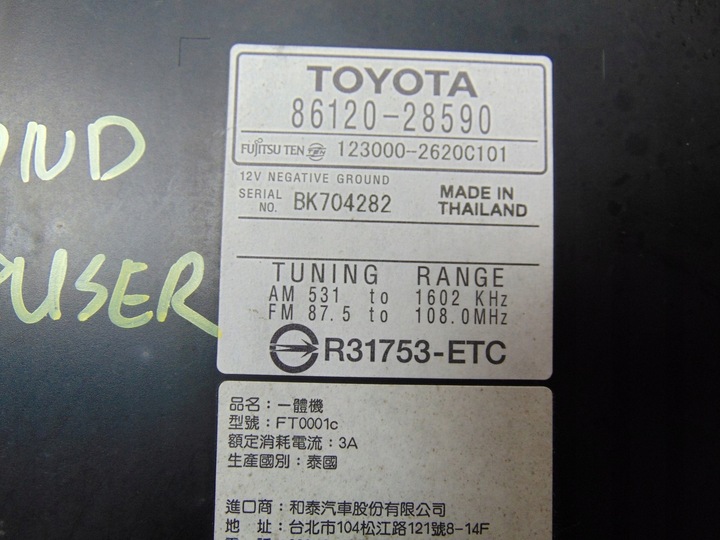 TOYOTA
86120-28590
FUJITSU TEN TEN 123000-2620C101
12V NEGATIVE GROUND
SERIAL NO. BK704282
MADE IN THAILAND
TUNING RANGE
AM 531 to 1602 KHz
FM 87.5 to 108.0MHz
R31753-ETC
品名：一體機
型號：FT0001c
額定消耗電流：3A
生產國別：泰國
進口商：和泰汽車股份有限公司
地 址：台北市104松江路121號8-14F